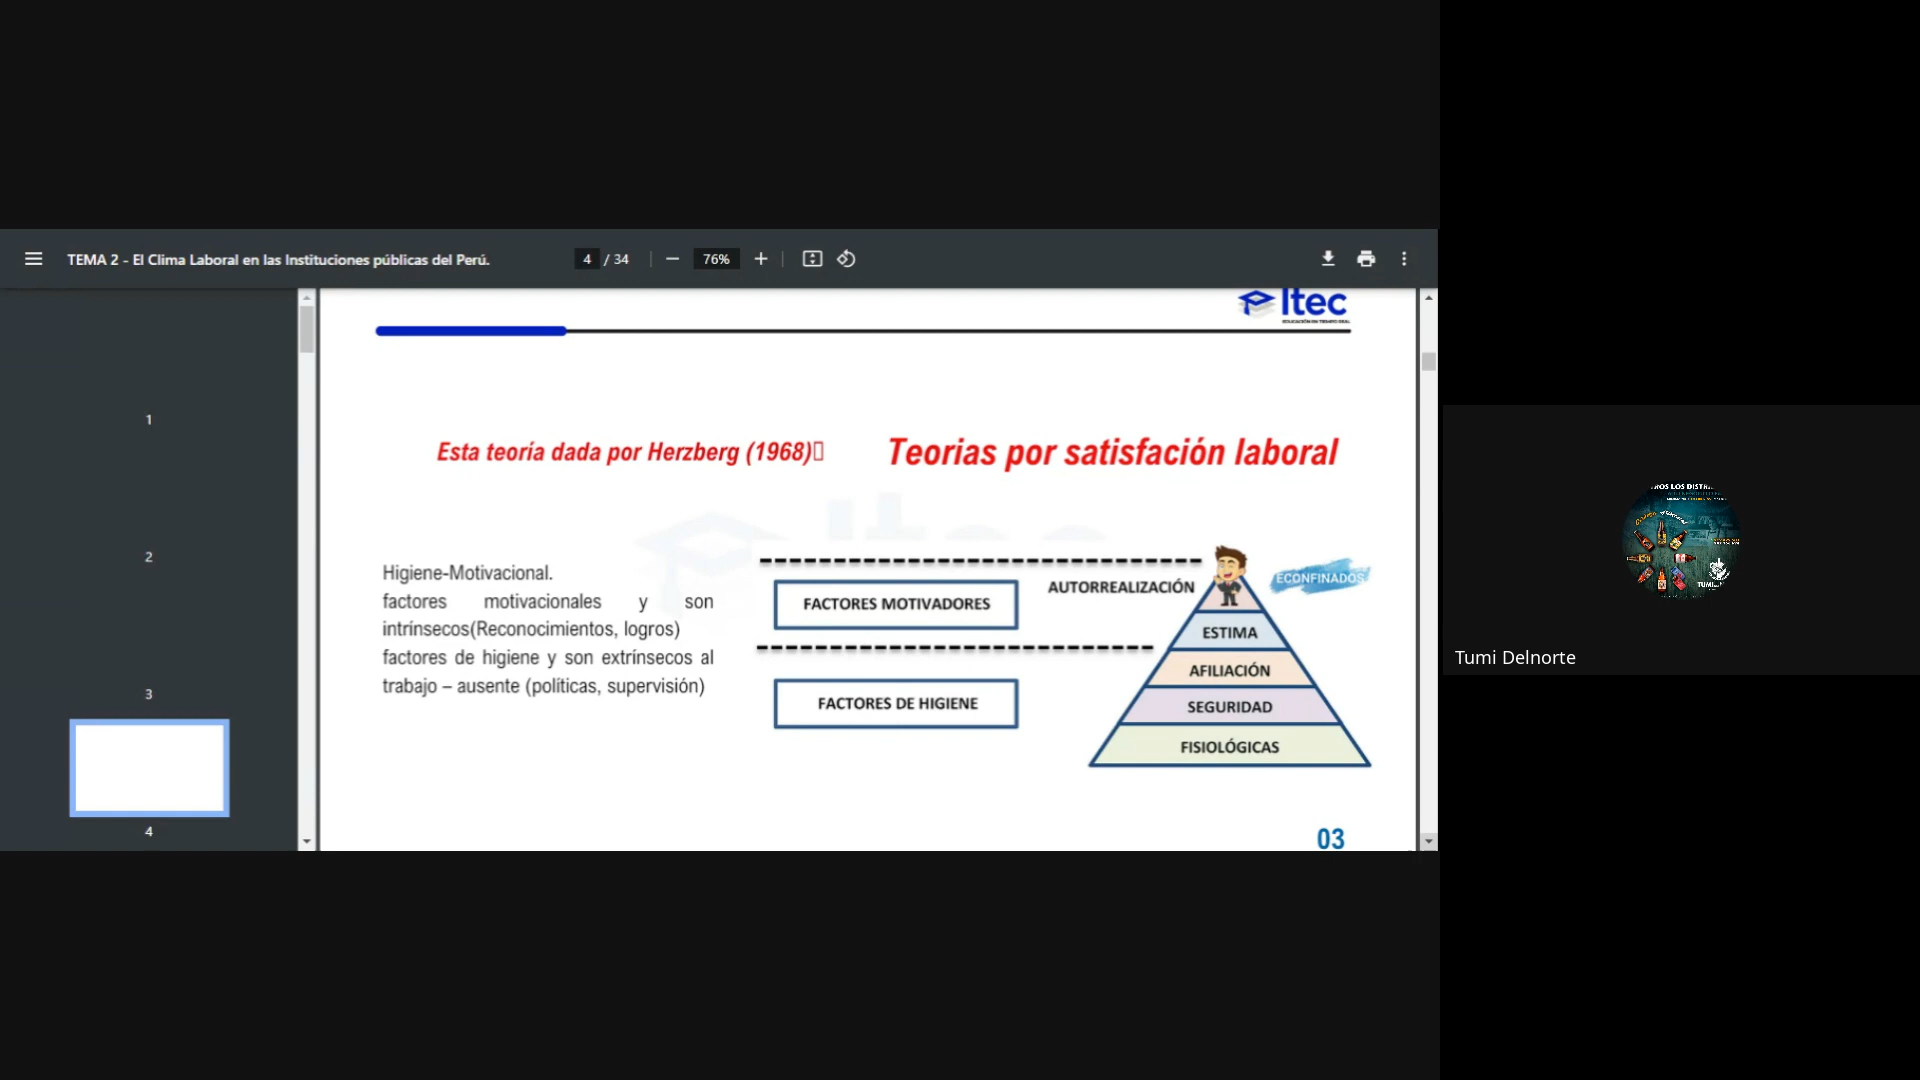 TEMA 2 - El Clima Laboral en las Instituciones públicas del Perú.
4 / 34
76%
1
2
3
4
Itec
Esta teoría dada por Herzberg (1968)
Teorias por satisfación laboral
Higiene-Motivacional.
factores motivacionales y son
intrínsecos(Reconocimientos, logros)
factores de higiene y son extrínsecos al
trabajo – ausente (políticas, supervisión)
FACTORES MOTIVADORES
FACTORES DE HIGIENE
AUTORREALIZACIÓN
ECONFINADOS
ESTIMA
AFILIACIÓN
SEGURIDAD
FISIOLÓGICAS
03
Tumi Delnorte